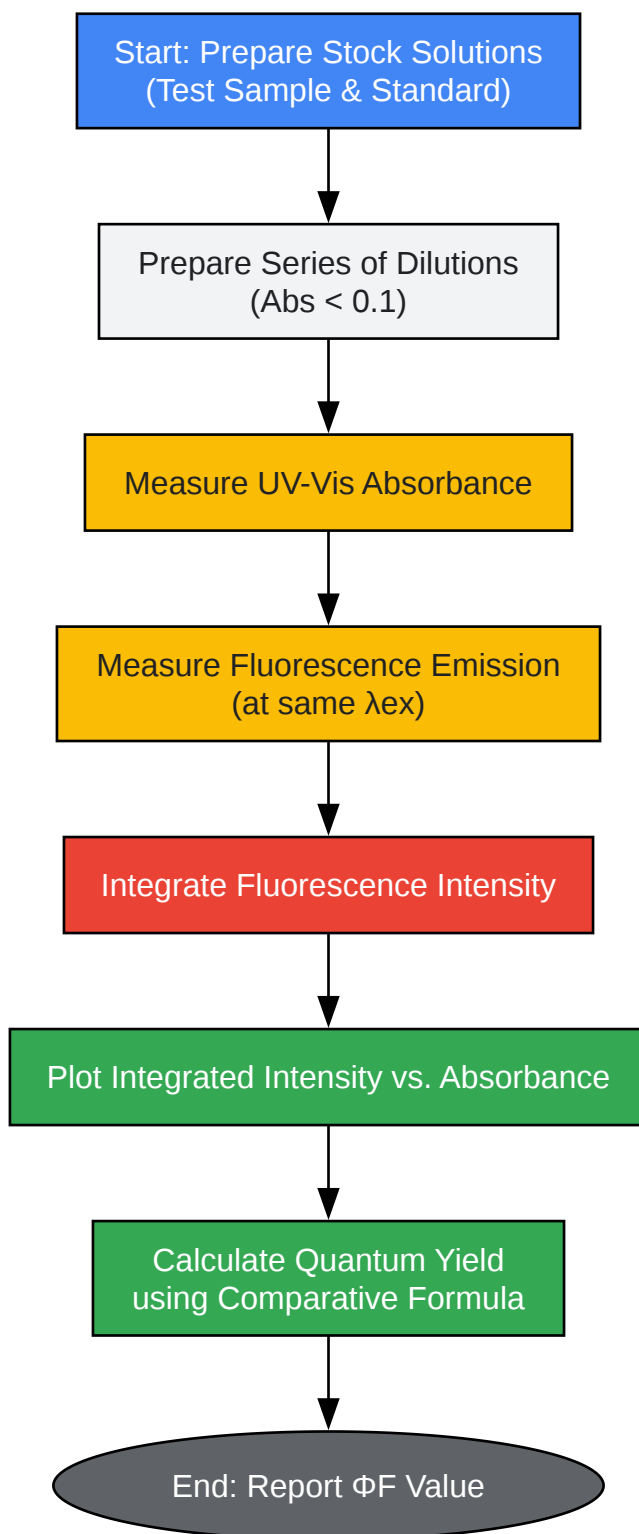 Start: Prepare Stock Solutions
(Test Sample & Standard)
Prepare Series of Dilutions
(Abs < 0.1)
Measure UV-Vis Absorbance
Measure Fluorescence Emission
(at same λex)
Integrate Fluorescence Intensity
Plot Integrated Intensity vs. Absorbance
Calculate Quantum Yield
using Comparative Formula
End: Report ΦF Value